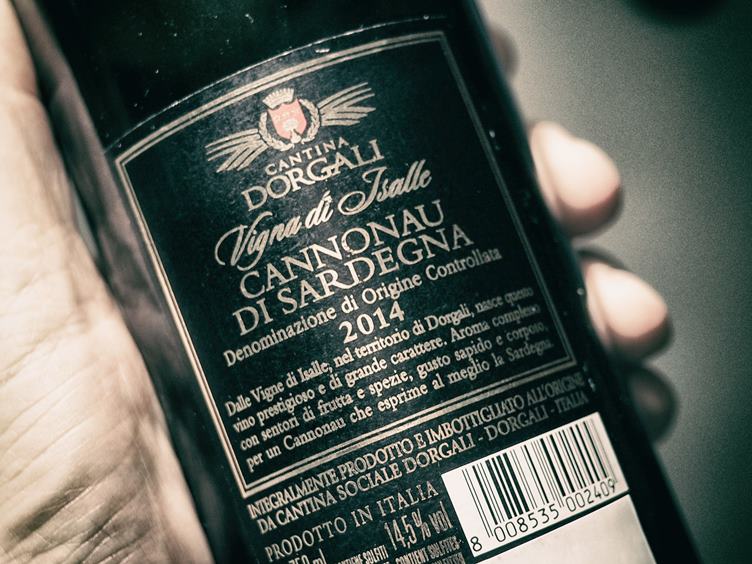 CANTINA
DORGALI
Vigna di Isalle
CANNONAU
DI SARDEGNA
Denominazione di Origine Controllata
2014
Dalle Vigne di Isalle, nel territorio di Dorgali, nasce questo
vino prestigioso e di grande carattere. Aroma complesso
con sentori di frutta e spezie, gusto sapido e corposo,
per un Cannonau che esprime al meglio la Sardegna.
INTEGRALMENTE PRODOTTO E IMBOTTIGLIATO ALL'ORIGINE
DA CANTINA SOCIALE DORGALI - DORGALI - ITALIA
PRODOTTO IN ITALIA
14,5% vol
8 008535 002409